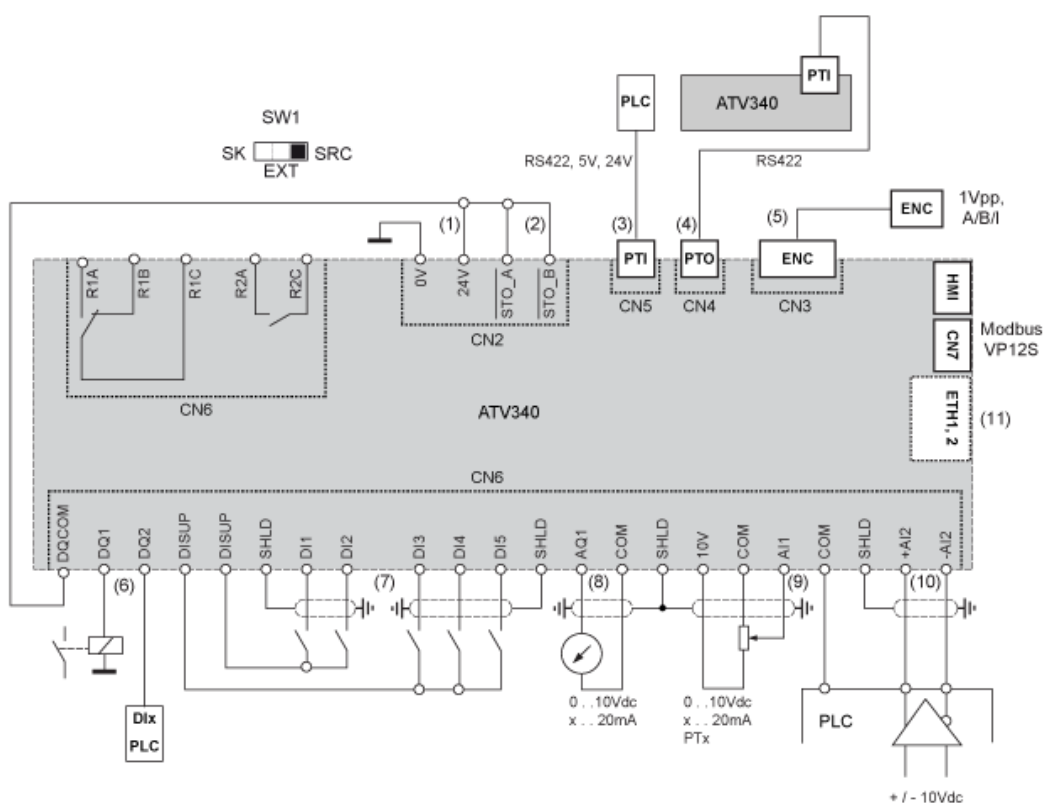 PTI
PLC
ATV340
SW1
SK
SRC
EXT
RS422, 5V, 24V
RS422
ENC
1Vpp,
A/B/I
(1)
(2)
(3)
(4)
(5)
R1A
R1B
R1C
R2A
R2C
0V
24V
STO_A
STO_B
PTI
PTO
ENC
HMI
CN5
CN4
CN3
CN2
CN7
Modbus
VP12S
CN6
ATV340
ETH1, 2
(11)
CN6
DQCOM
DQ1
DQ2
DISUP
DISUP
SHLD
DI1
DI2
DI3
DI4
DI5
SHLD
AQ1
COM
SHLD
10V
COM
AI1
COM
SHLD
+AI2
-AI2
(6)
(7)
(8)
(9)
(10)
DIx
PLC
0 . . 10Vdc
x . . 20mA
0 . . 10Vdc
x . . 20mA
PTx
PLC
+ / - 10Vdc